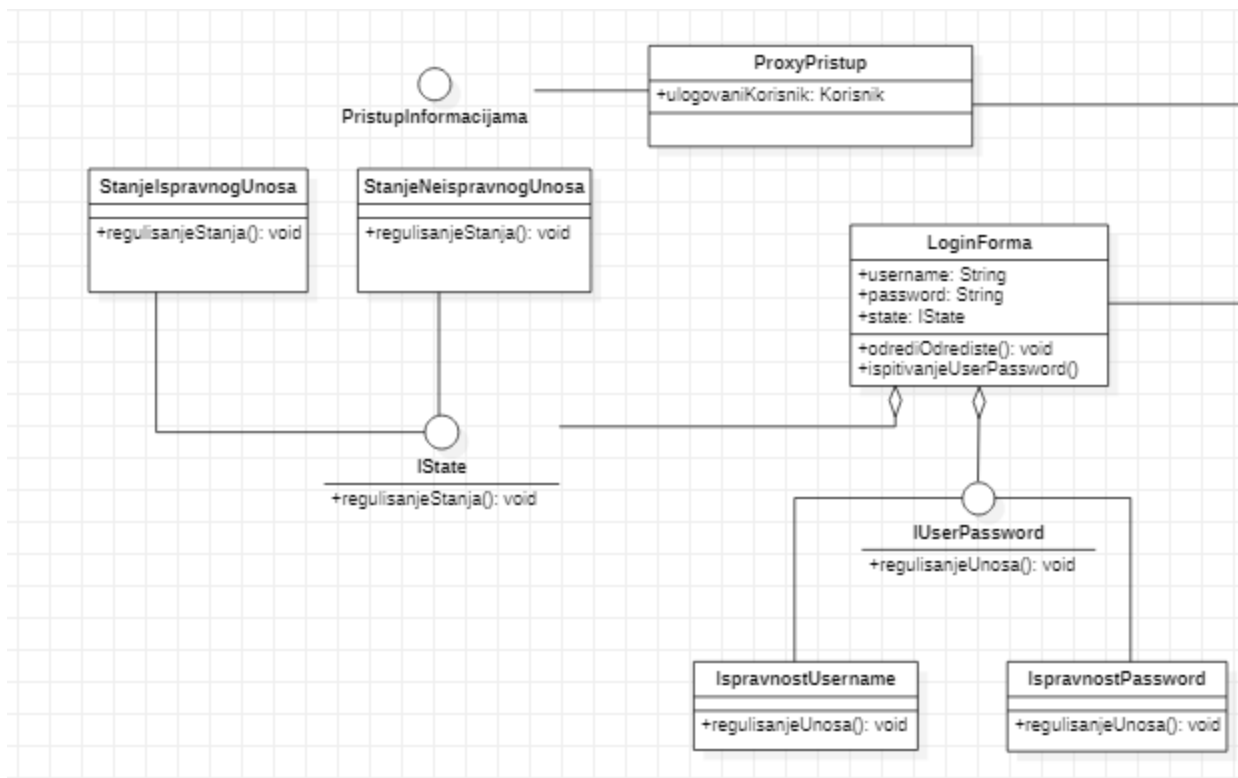 ProxyPristup
+ulogovaniKorisnik: Korisnik
PristupInformacijama
StanjeIspravnogUnosa
+regulisanjeStanja(): void
StanjeNeispravnogUnosa
+regulisanjeStanja(): void
LoginForma
+username: String
+password: String
+state: IState
+odrediOdrediste(): void
+ispitivanjeUserPassword()
IState
+regulisanjeStanja(): void
IUserPassword
+regulisanjeUnosa(): void
IspravnostUsername
+regulisanjeUnosa(): void
IspravnostPassword
+regulisanjeUnosa(): void